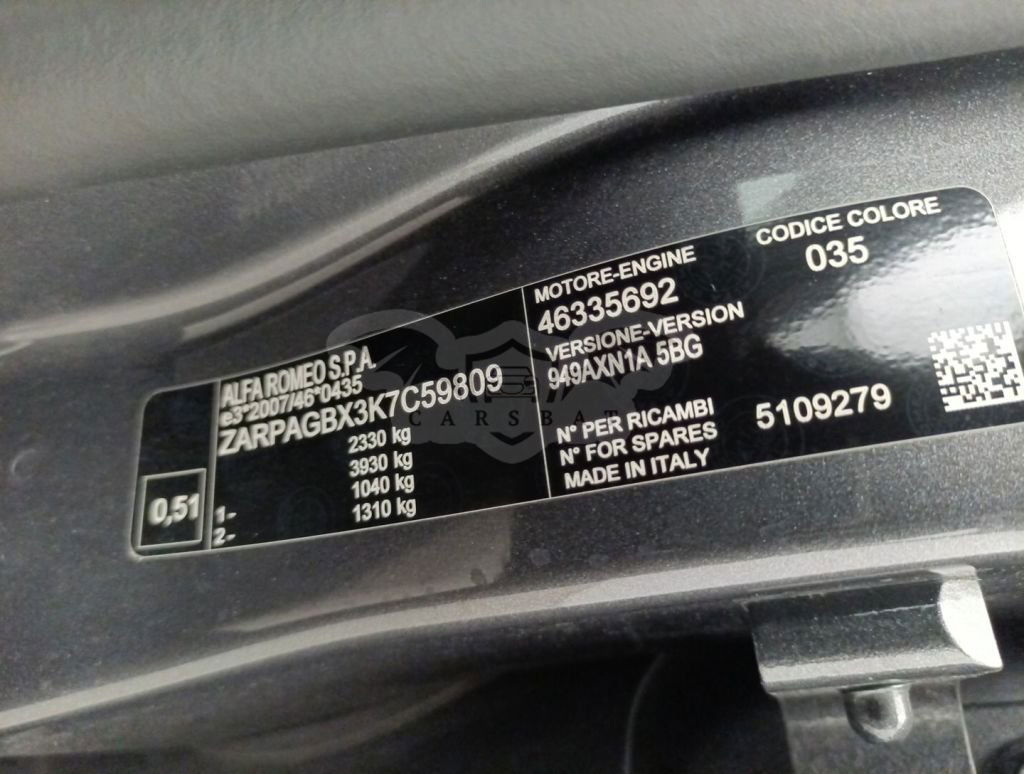 ALFA ROMEO S.P.A.
e3*2007/46*0435
ZARPAGBX3K7C59809
2330 kg
3930 kg
1- 1040 kg
2- 1310 kg
0,51
MOTORE-ENGINE
46335692
VERSIONE-VERSION
949AXN1A 5BG
N° PER RICAMBI
N° FOR SPARES
MADE IN ITALY
5109279
CODICE COLORE
035
CARSBAT